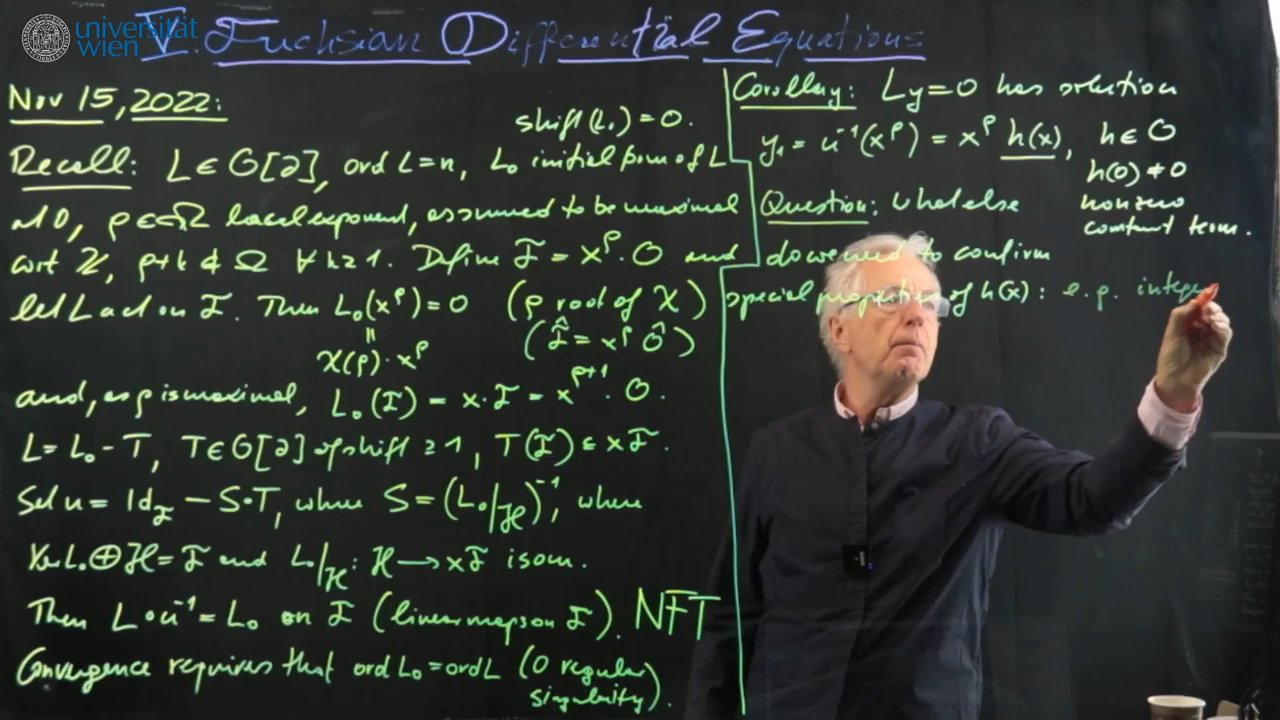 universität
wien
V. Fuchsian Differential Equations
Nov 15, 2022:
shift(L₀) = 0.
Recall: L ∈ O[∂], ord L = n, L₀ initial form of L
at 0, ρ ∈ Ω local exponent, assumed to be maximal
wrt ℤ, ρ+k ∉ Ω ∀ k ≥ 1. Define F = x^ρ · O and
let L act on F. Then L₀(x^ρ) = 0 (ρ root of χ)
"
χ(ρ) · x^ρ
(F̂ = x^ρ Ô)
and, as ρ is maximal, L₀(F) = x · F = x^{ρ+1} · O.
L = L₀ - T, T ∈ O[∂] of shift ≥ 1, T(F) ⊆ xF.
Set u = Id_F - S∘T, where S = (L₀/_H)^{-1}, where
Ker L₀ ⊕ H = F and L₀/_H : H → xF isom.
Then L∘u^{-1} = L₀ on F (linear maps on F). NFT
Convergence requires that ord L₀ = ord L (0 regular
singularity).
Corollary: Ly = 0 has solution
y₁ = u^{-1}(x^ρ) = x^ρ h(x), h ∈ O
h(0) ≠ 0
nonzero
constant term.
Question: What else
do we need to confirm
special properties of h(x): e.g. intege